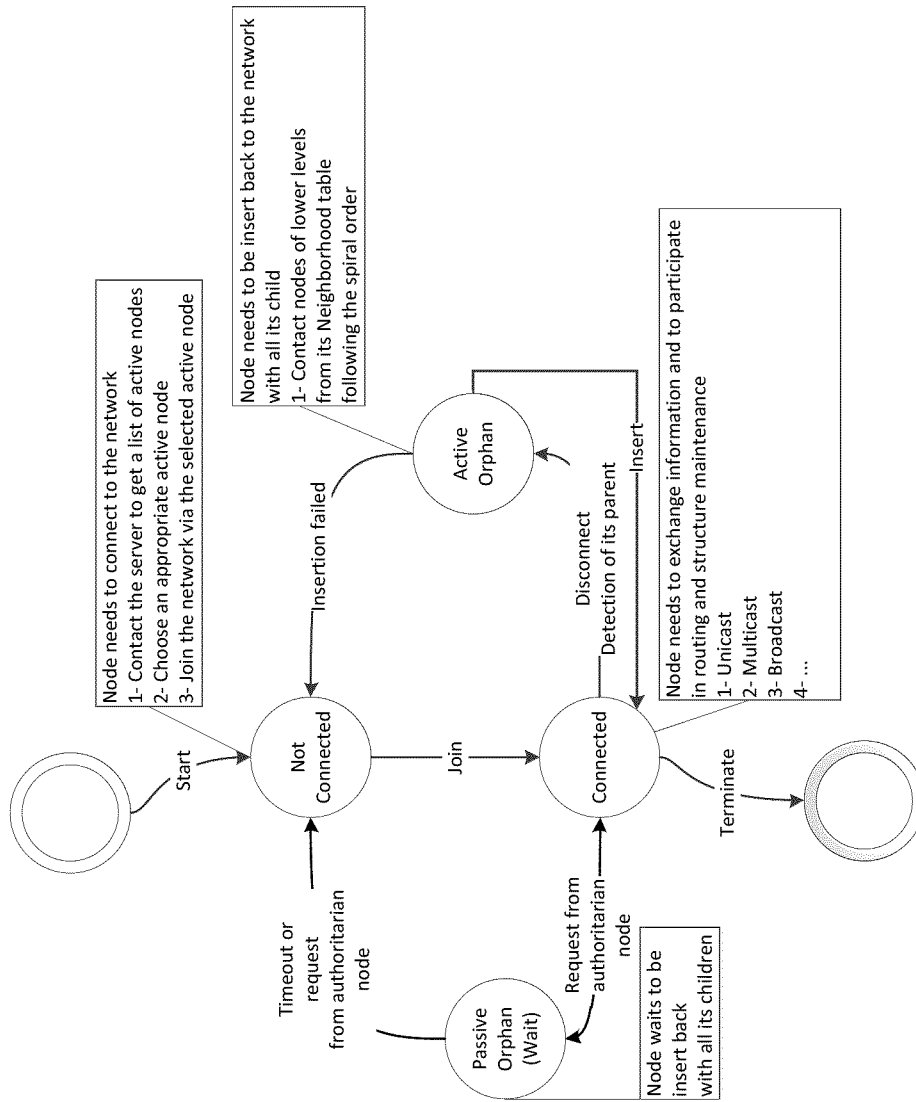 Node needs to connect to the network
1- Contact the server to get a list of active nodes
2- Choose an appropriate active node
3- Join the network via the selected active node
Node needs to be insert back to the network
with all its child
1- Contact nodes of lower levels
from its Neighborhood table
following the spiral order
Start
Not
Connected
Insertion failed
Active
Orphan
Timeout or
request
from authoritarian
node
Join
Disconnect
Detection of its parent
Insert
Passive
Orphan
(Wait)
Request from
authoritarian
node
Connected
Node waits to be
insert back
with all its children
Terminate
Node needs to exchange information and to participate
in routing and structure maintenance
1- Unicast
2- Multicast
3- Broadcast
4- ...